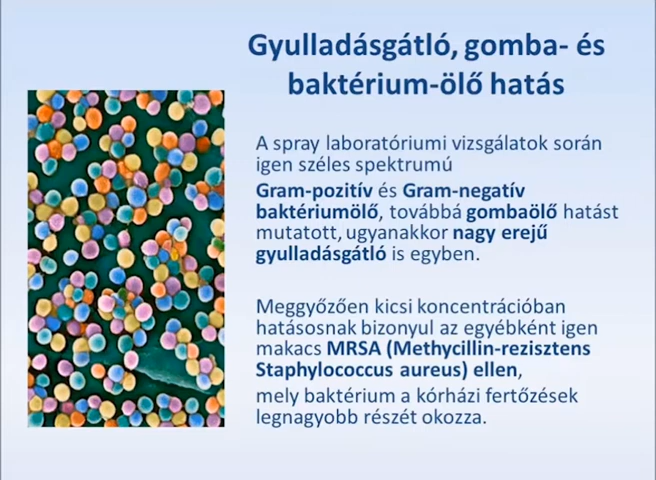 Gyulladásgátló, gomba- és
baktérium-ölő hatás
A spray laboratóriumi vizsgálatok során
igen széles spektrumú
Gram-pozitív és Gram-negatív
baktériumölő, továbbá gombaölő hatást
mutatott, ugyanakkor nagy erejű
gyulladásgátló is egyben.
Meggyőzően kicsi koncentrációban
hatásosnak bizonyul az egyébként igen
makacs MRSA (Methycillin-rezisztens
Staphylococcus aureus) ellen,
mely baktérium a kórházi fertőzések
legnagyobb részét okozza.